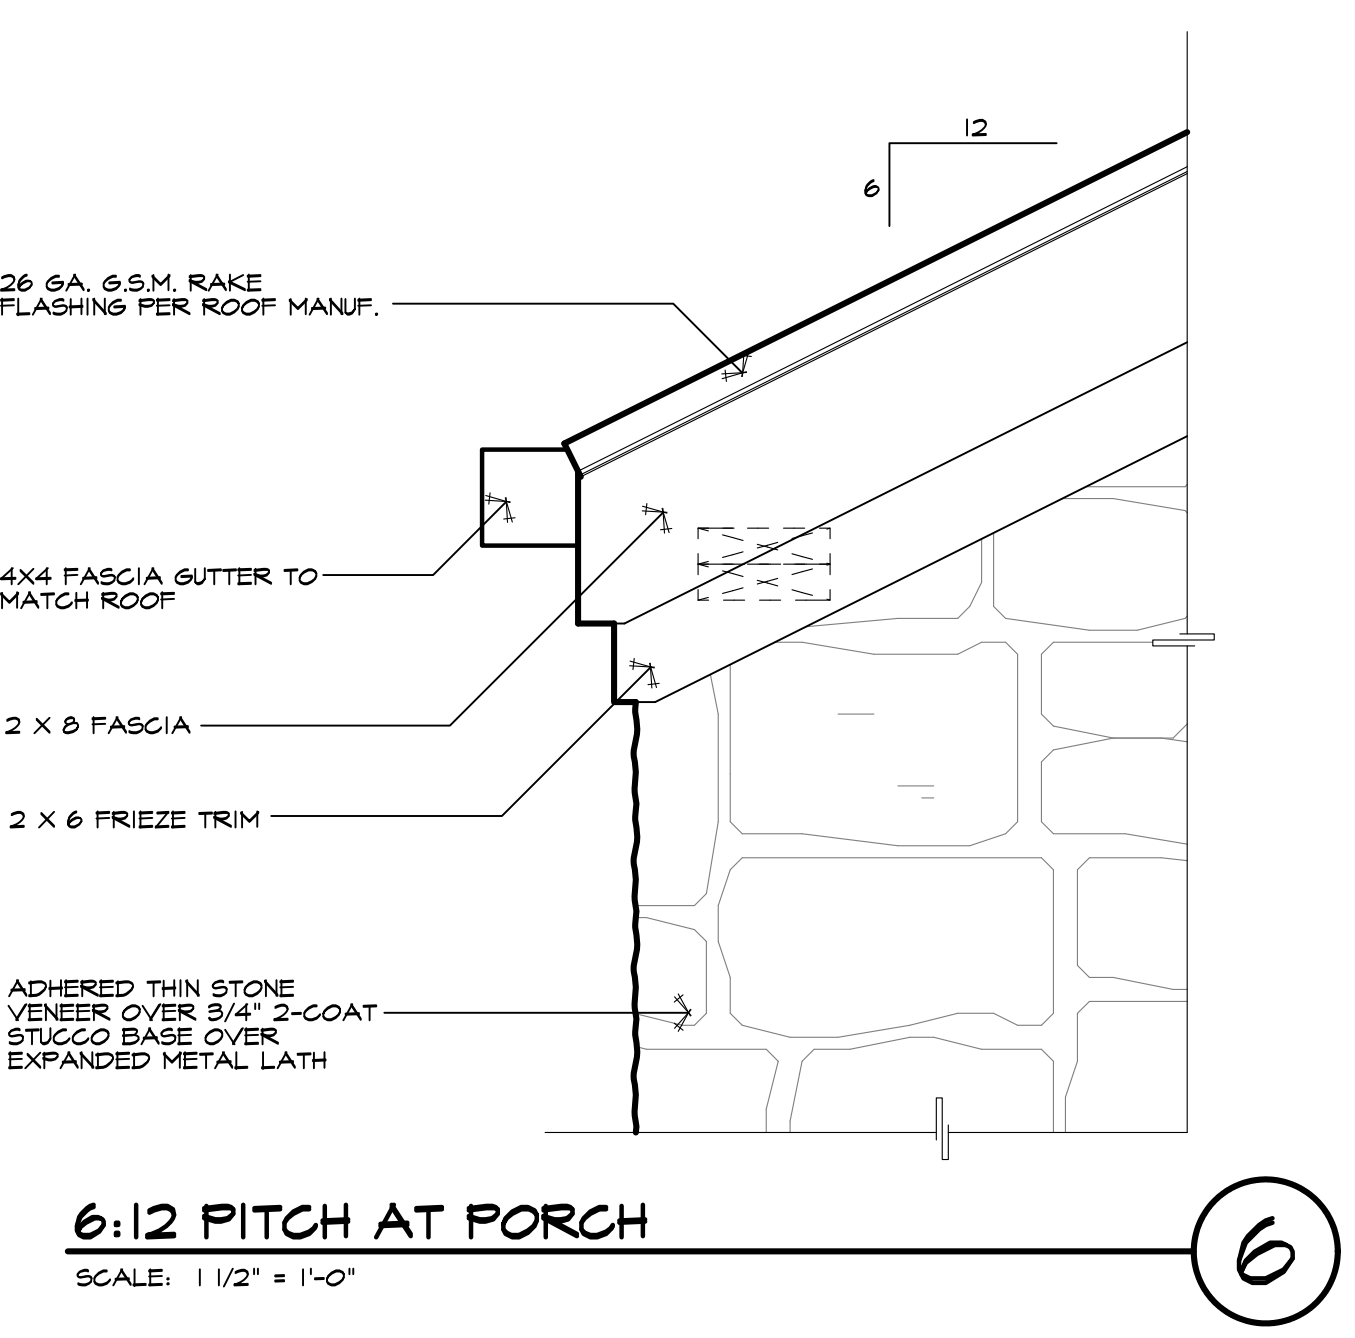 12
6
26 GA. G.S.M. RAKE
FLASHING PER ROOF MANUF.
4X4 FASCIA GUTTER TO
MATCH ROOF
2 X 8 FASCIA
2 X 6 FRIEZE TRIM
ADHERED THIN STONE
VENEER OVER 3/4" 2-COAT
STUCCO BASE OVER
EXPANDED METAL LATH
6:12 PITCH AT PORCH
6
SCALE: 1 1/2" = 1'-0"